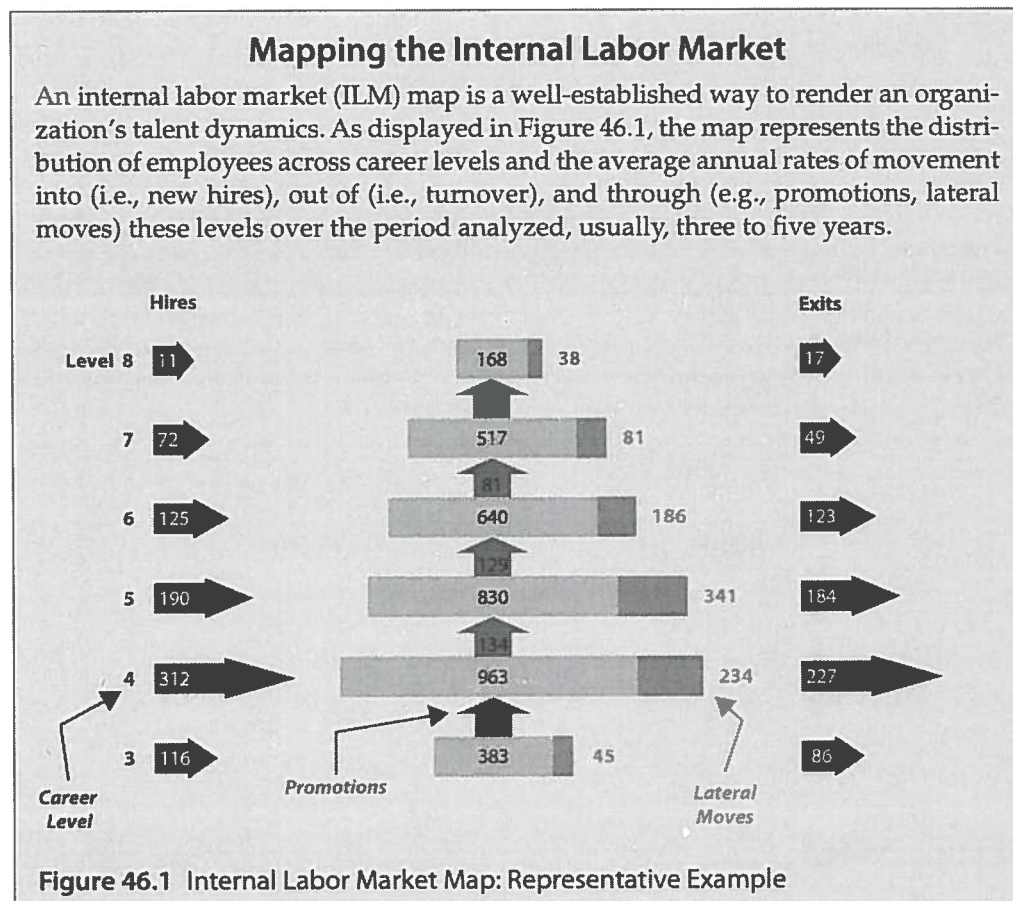 Mapping the Internal Labor Market
An internal labor market (ILM) map is a well-established way to render an organi-
zation's talent dynamics. As displayed in Figure 46.1, the map represents the distri-
bution of employees across career levels and the average annual rates of movement
into (i.e., new hires), out of (i.e., turnover), and through (e.g., promotions, lateral
moves) these levels over the period analyzed, usually, three to five years.
Hires Exits
Level 8 11 168 38 17
7 72 517 81 49
81
6 125 640 186 123
129
5 190 830 341 184
134
4 312 963 234 227
3 116 383 45 86
Career
Level
Promotions
Lateral
Moves
Figure 46.1 Internal Labor Market Map: Representative Example